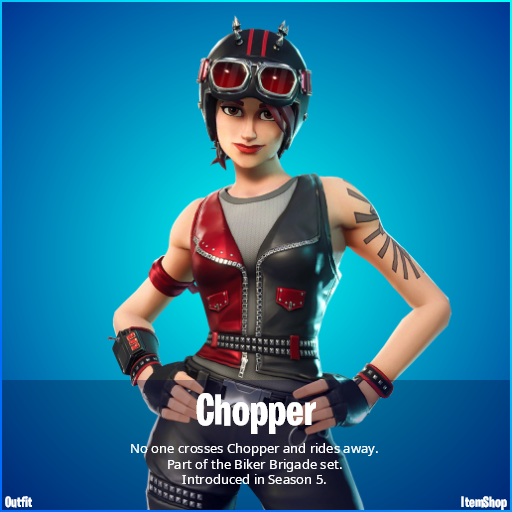 Chopper
No one crosses Chopper and rides away.
Part of the Biker Brigade set.
Introduced in Season 5.
Outfit
ItemShop